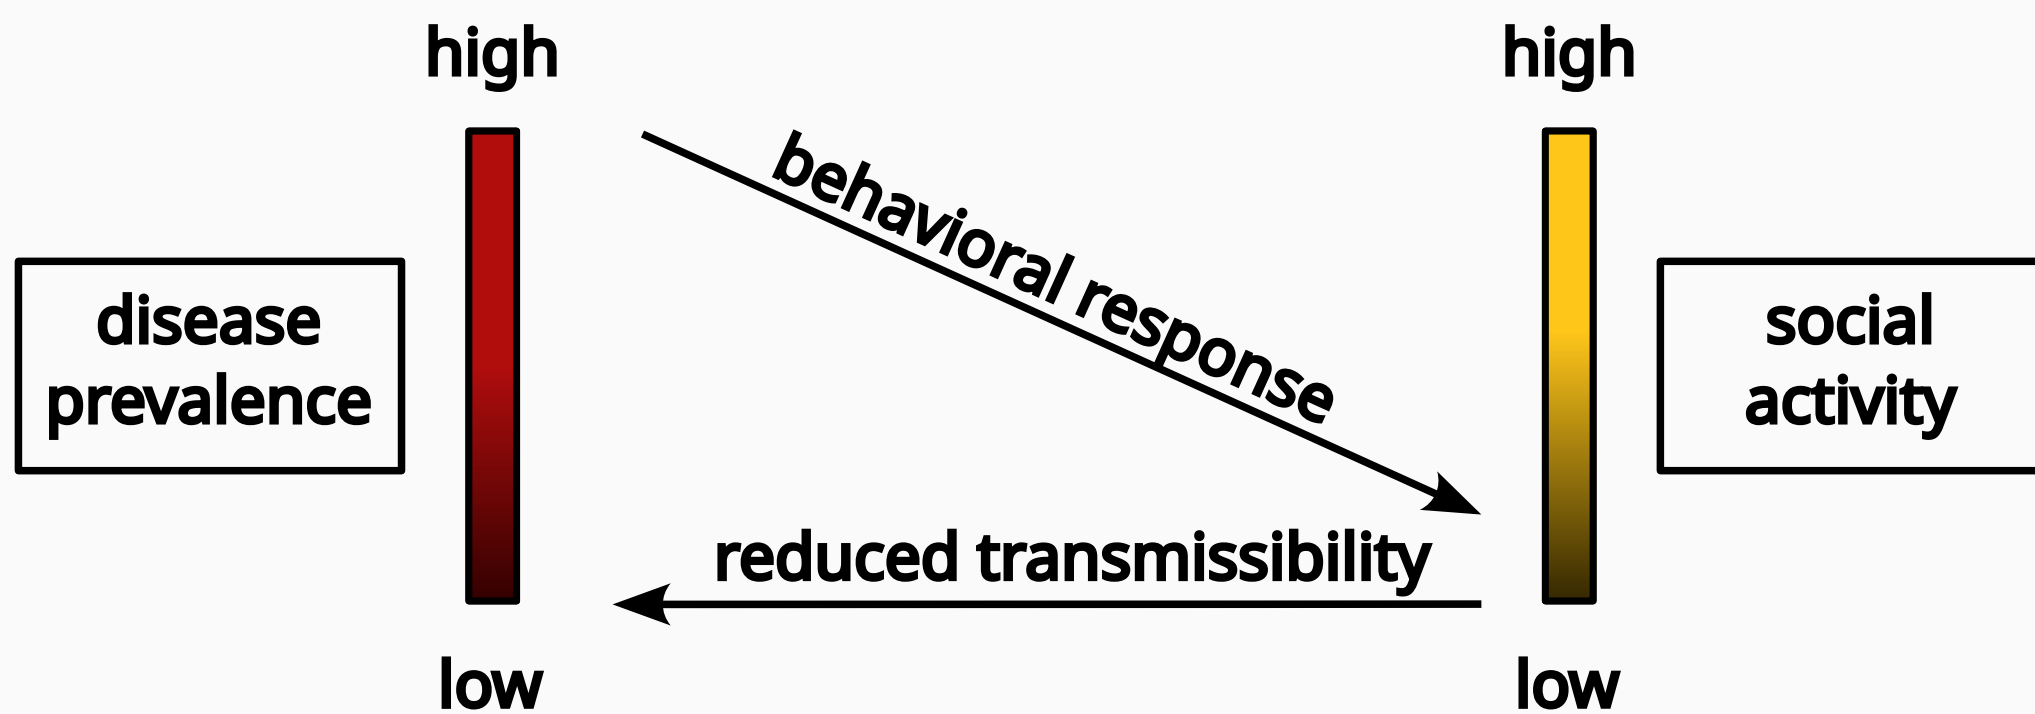 high
high
behavioral response
disease
prevalence
social
activity
reduced transmissibility
low
low